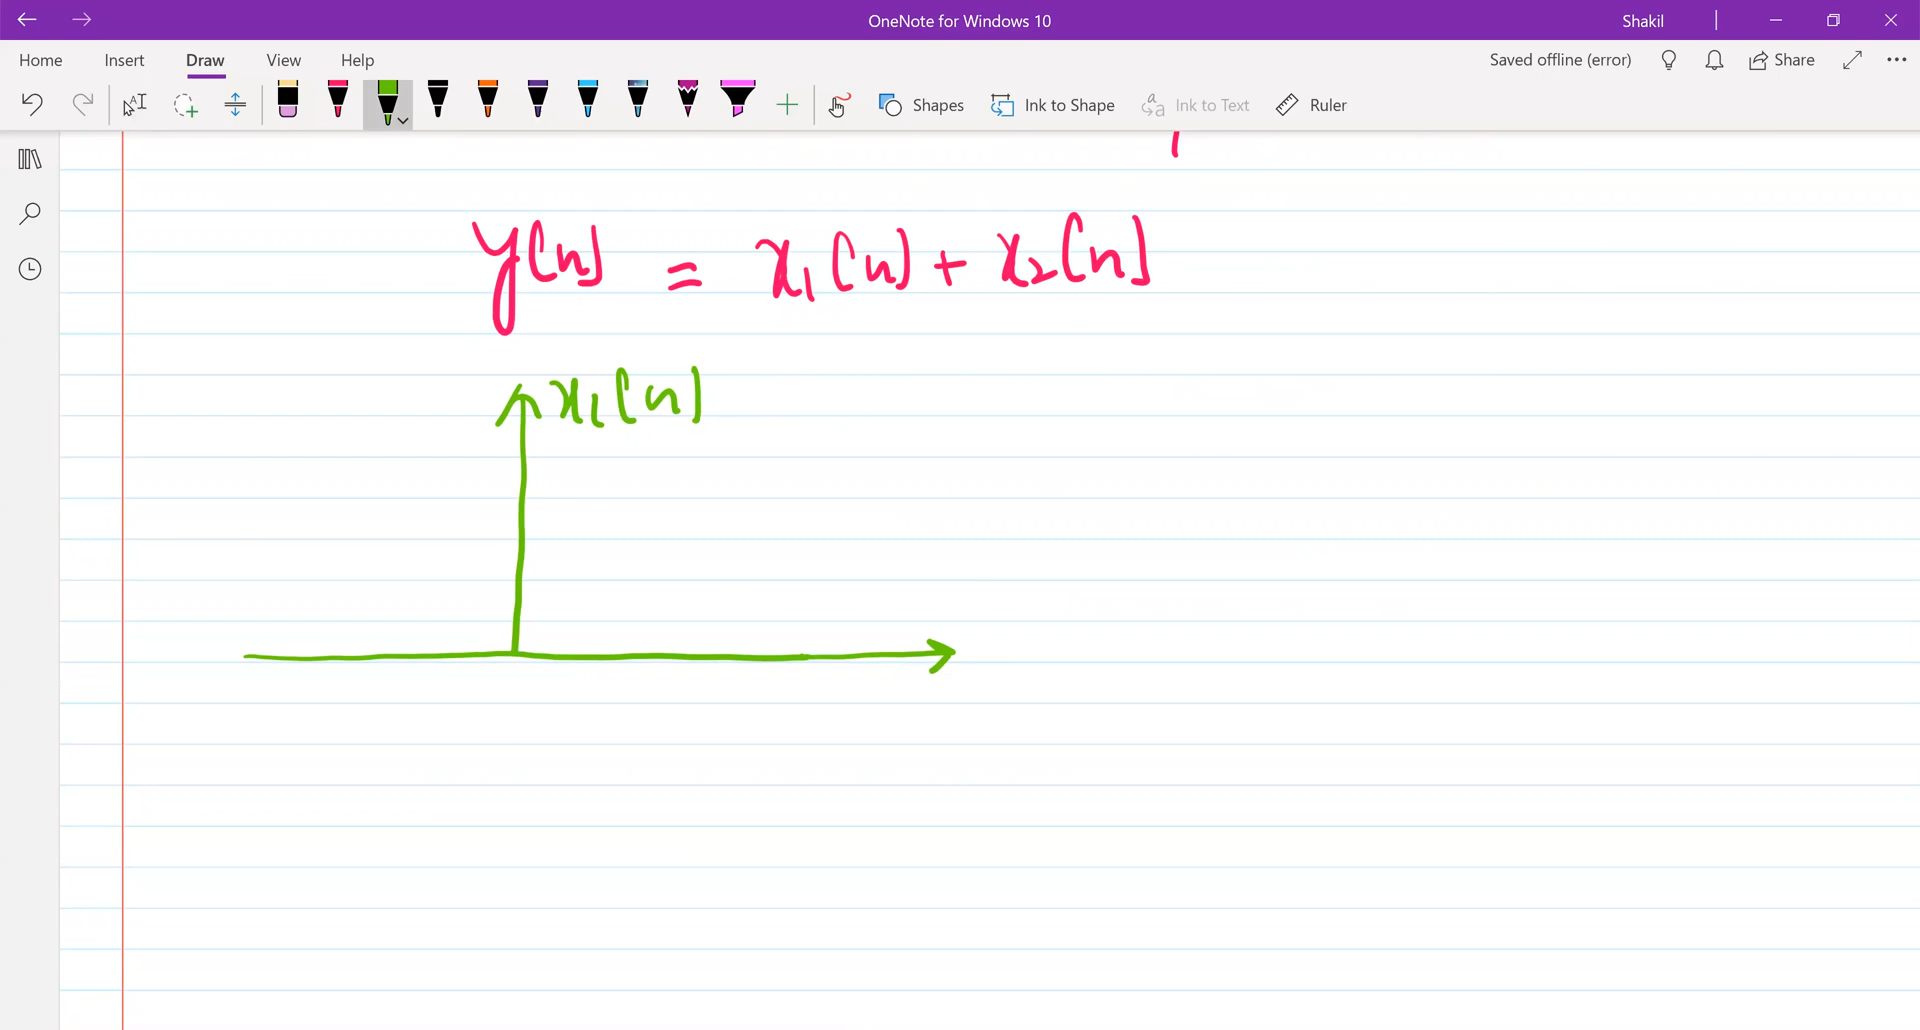 OneNote for Windows 10 Shakil
Home Insert Draw View Help Saved offline (error) Share
Shapes Ink to Shape Ink to Text Ruler
y[n] = x₁[n] + x₂[n]
x₁[n]